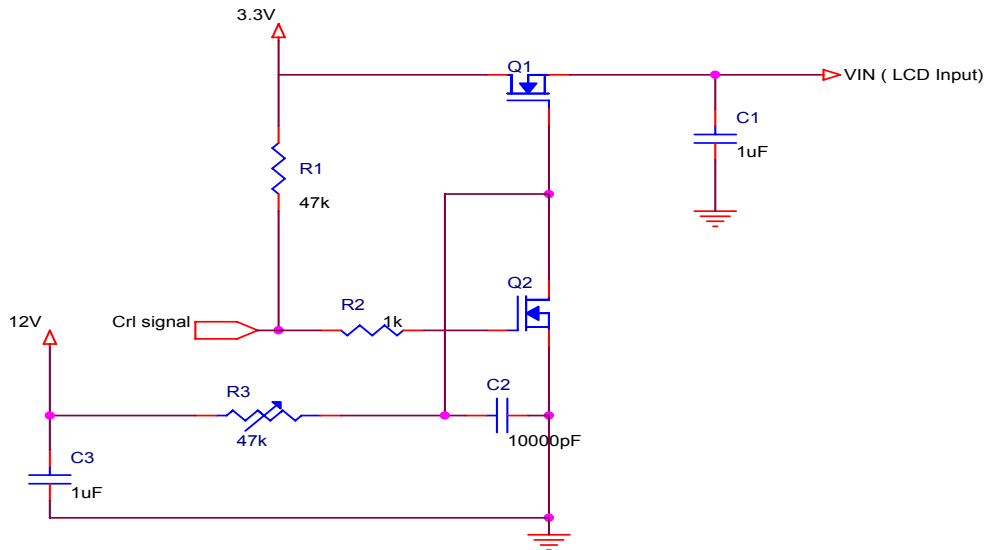 3.3V
Q1
VIN ( LCD Input)
C1
1uF
R1
47k
Q2
R2
1k
12V
Crl signal
R3
47k
C2
10000pF
C3
1uF